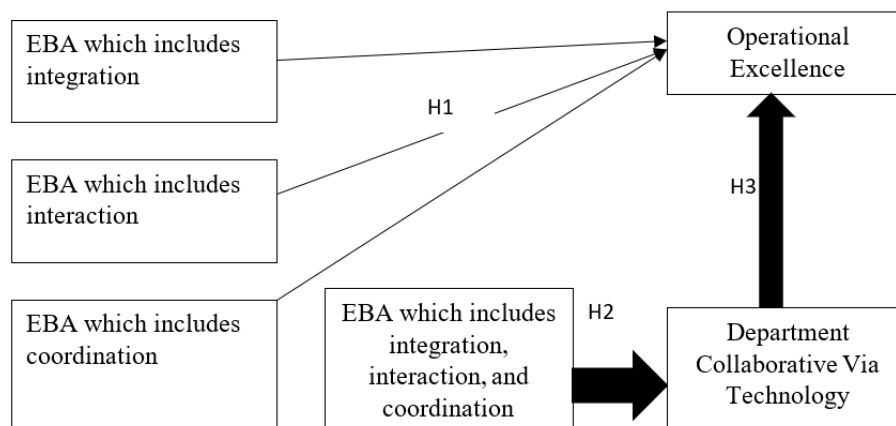 EBA which includes
integration
Operational
Excellence
H1
EBA which includes
interaction
H3
EBA which includes
coordination
EBA which includes
integration,
interaction, and
coordination
H2
Department
Collaborative Via
Technology